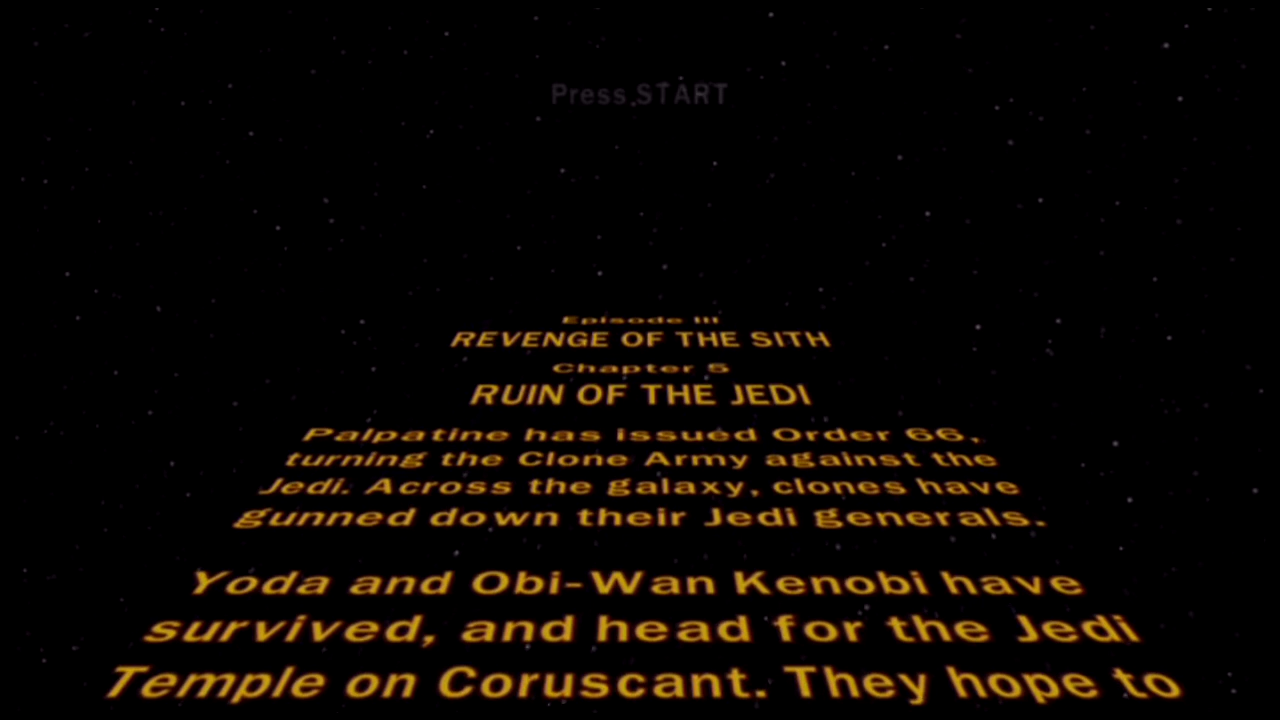 Press START
Episode III
REVENGE OF THE SITH
Chapter 5
RUIN OF THE JEDI
Palpatine has issued Order 66,
turning the Clone Army against the
Jedi. Across the galaxy, clones have
gunned down their Jedi generals.
Yoda and Obi-Wan Kenobi have
survived, and head for the Jedi
Temple on Coruscant. They hope to